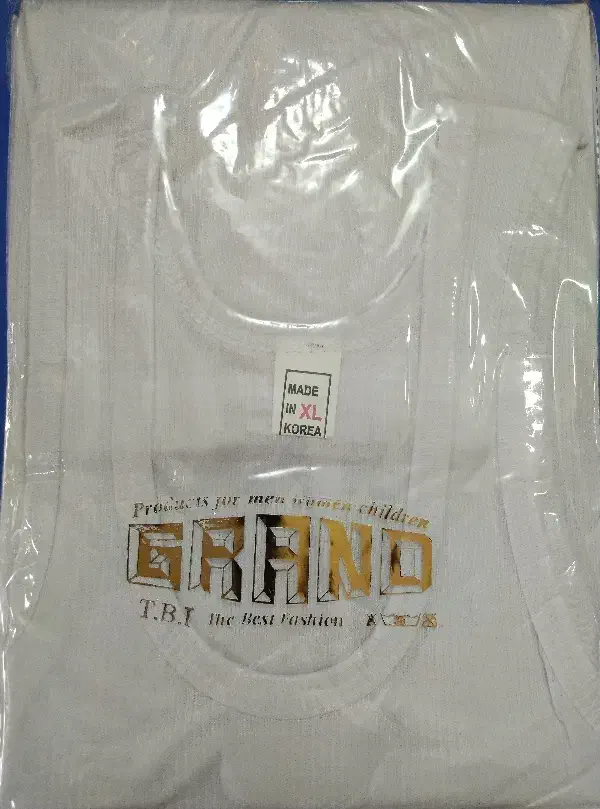 MADE
IN XL
KOREA
Products for men women children
GRAND
T.B.I The Best Fashion